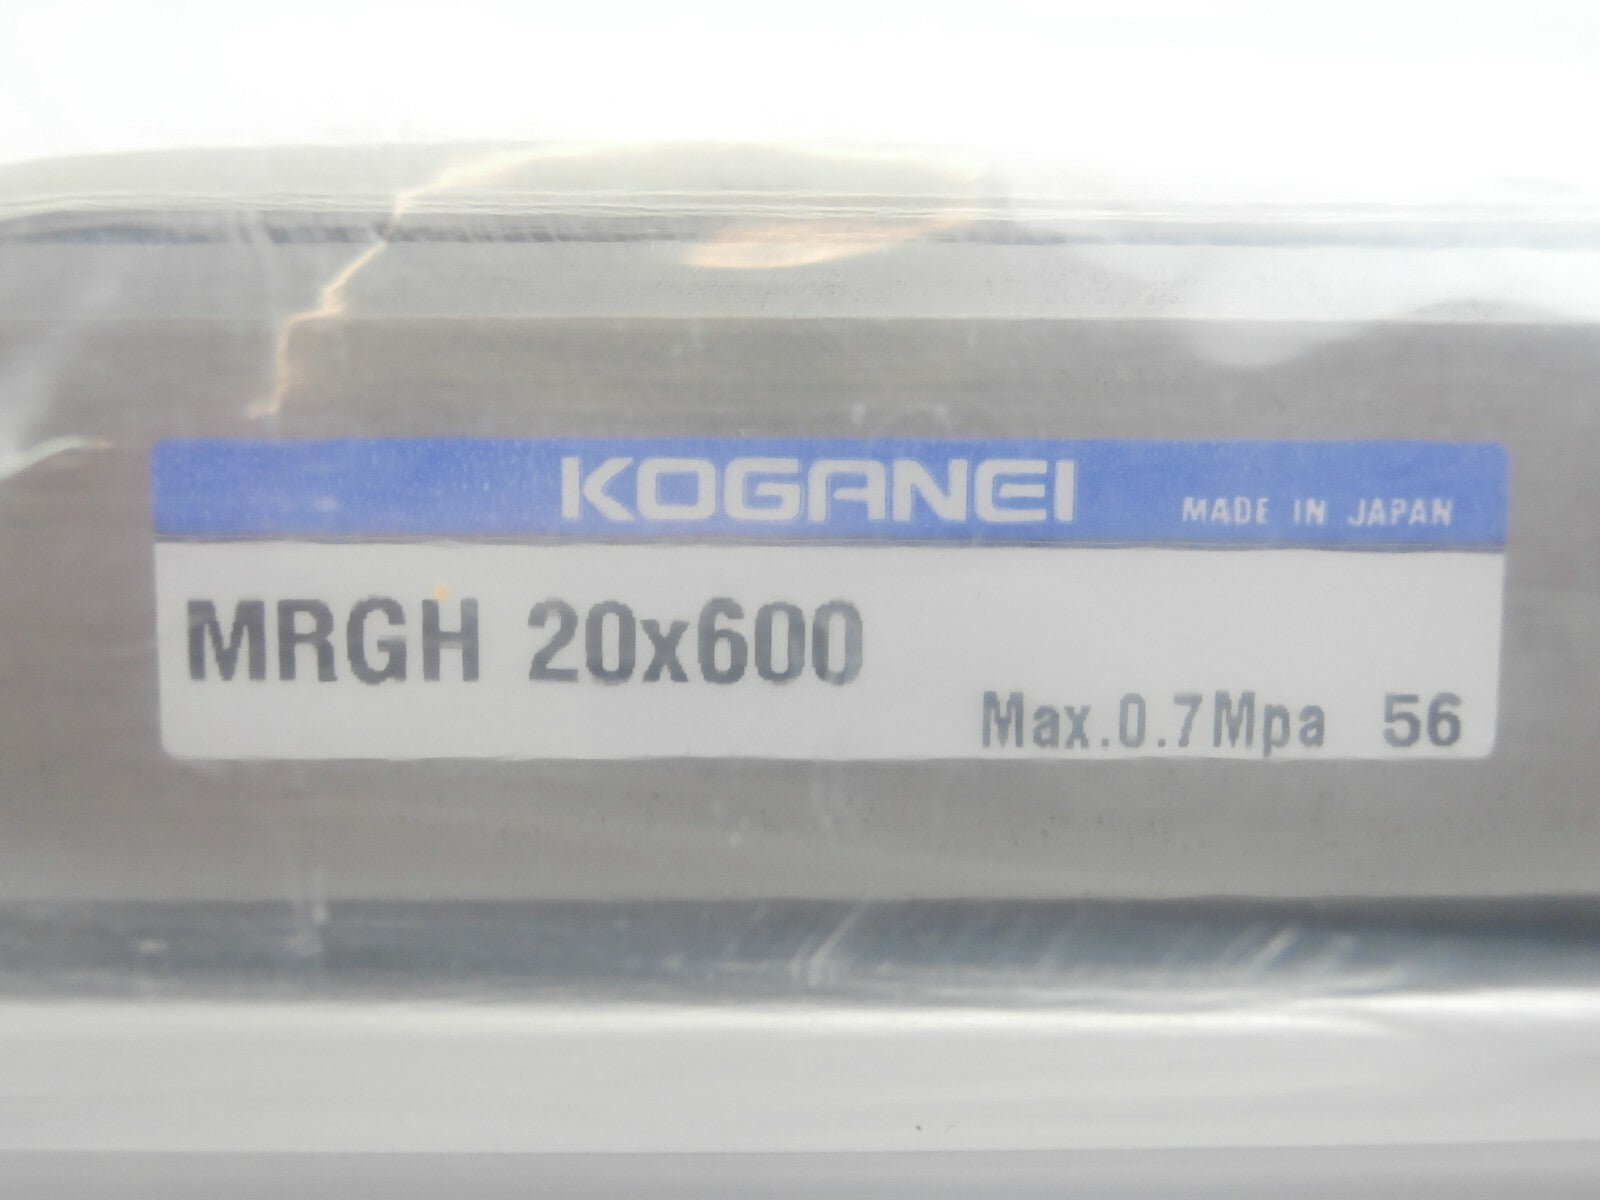 KOGANEI MADE IN JAPAN
MRGH 20x600
Max.0.7Mpa 56